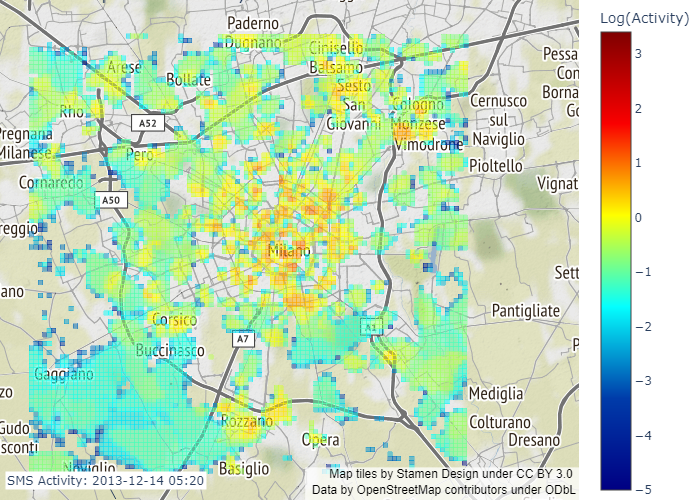 Log(Activity)
3
2
1
0
−1
−2
−3
−4
−5
Paderno
Dugnano
Cinisello
Balsamo
Arese
Bollate
Sesto
San
Giovanni
Cologno
Monzese
Cernusco
sul
Naviglio
Pessa
Con
Borna
Go
Rho
A52
Pregnana
Milanese
Pero
Vimodrone
Pioltello
Cornaredo
A50
Vignat
reggio
Milano
Sett
ano
Pantigliate
Corsico
A1
A7
Buccinasco
P
Gaggiano
zo
Mediglia
Rozzano
Colturano
Gudo
sconti
Opera
Dresano
Noviglio
Basiglio
SMS Activity: 2013-12-14 05:20
Map tiles by Stamen Design under CC BY 3.0
Data by OpenStreetMap contributors under ODbL